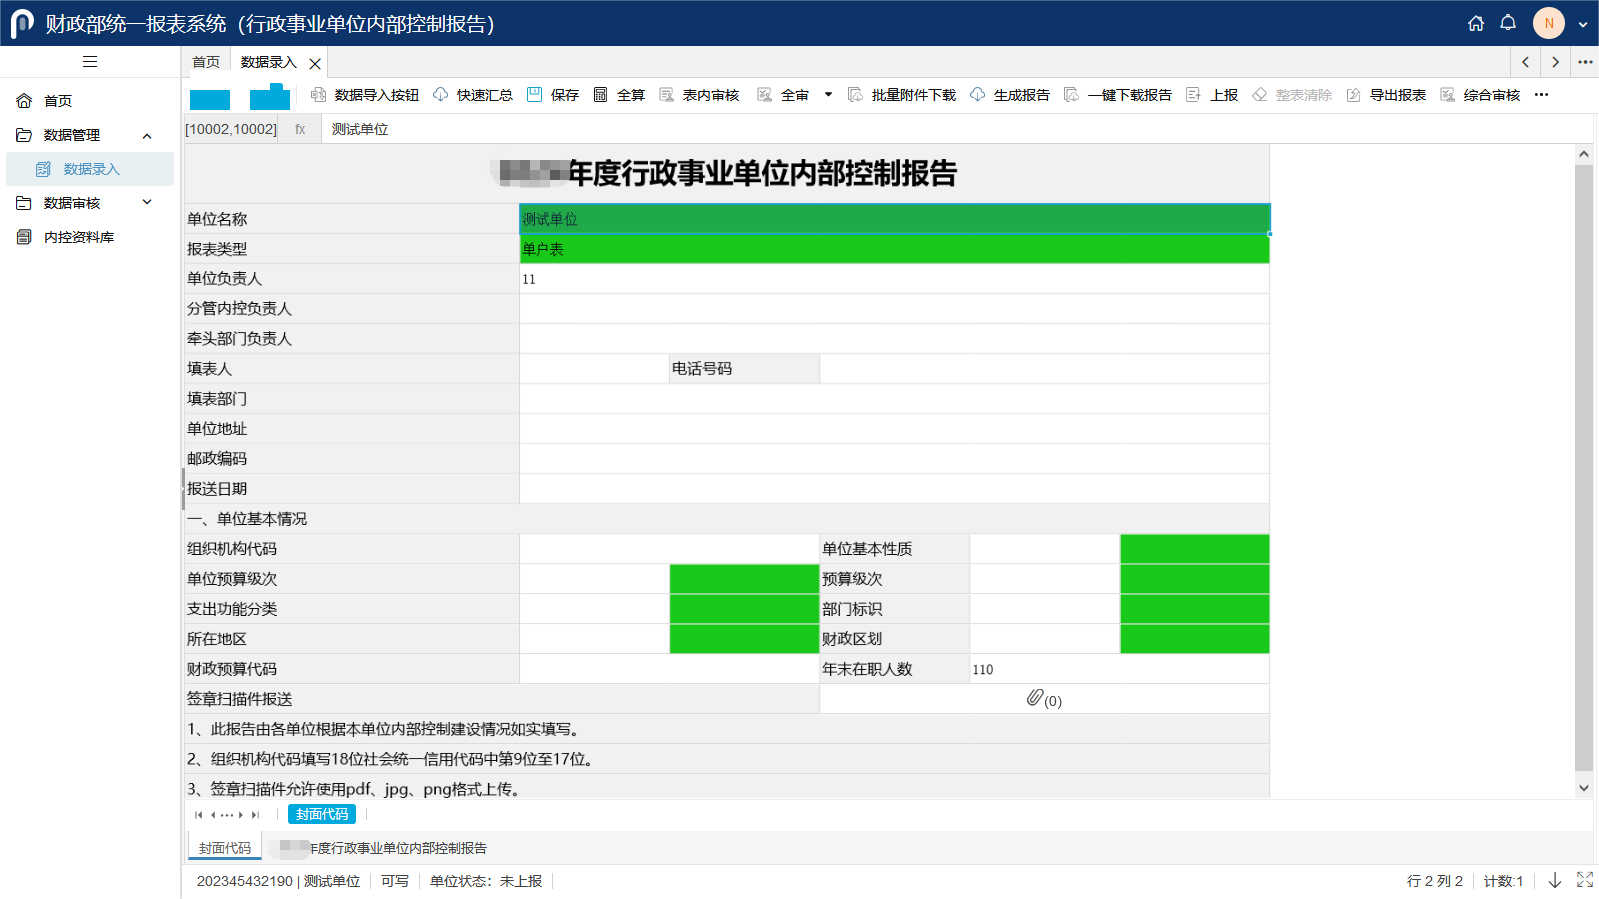 财政部统一报表系统（行政事业单位内部控制报告）
N
首页
数据录入
首页
数据管理
数据录入
数据审核
内控资料库
数据导入按钮 快速汇总 保存 全算 表内审核 全审 批量附件下载 生成报告 一键下载报告 上报 整表清除 导出报表 综合审核
[10002,10002] fx 测试单位
年度行政事业单位内部控制报告
单位名称 测试单位
报表类型 单户表
单位负责人 11
分管内控负责人
牵头部门负责人
填表人 电话号码
填表部门
单位地址
邮政编码
报送日期
一、单位基本情况
组织机构代码 单位基本性质
单位预算级次 预算级次
支出功能分类 部门标识
所在地区 财政区划
财政预算代码 年末在职人数 110
签章扫描件报送 (0)
1、此报告由各单位根据本单位内部控制建设情况如实填写。
2、组织机构代码填写18位社会统一信用代码中第9位至17位。
3、签章扫描件允许使用pdf、jpg、png格式上传。
封面代码
封面代码 年度行政事业单位内部控制报告
202345432190 | 测试单位 可写 单位状态：未上报 行 2 列 2 计数:1